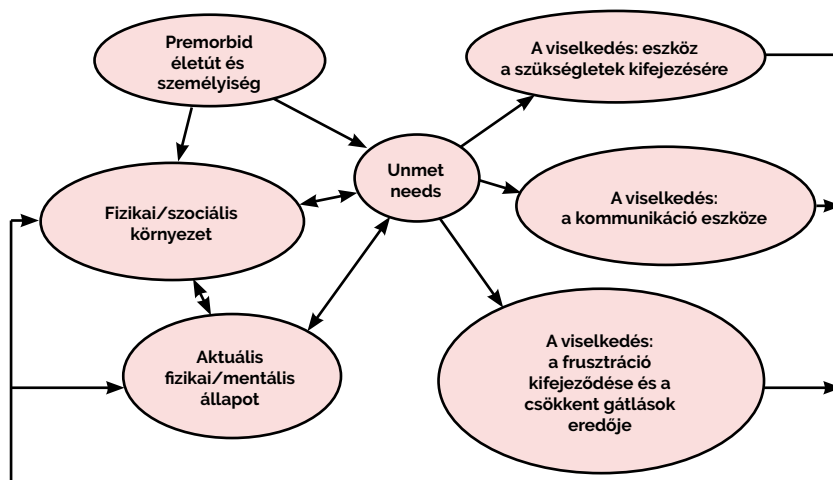 Premorbid
életút és
személyiség
A viselkedés: eszköz
a szükségletek kifejezésére
Unmet
needs
Fizikai/szociális
környezet
A viselkedés:
a kommunikáció eszköze
Aktuális
fizikai/mentális
állapot
A viselkedés:
a frusztráció
kifejeződése és a
csökkent gátlások
eredője